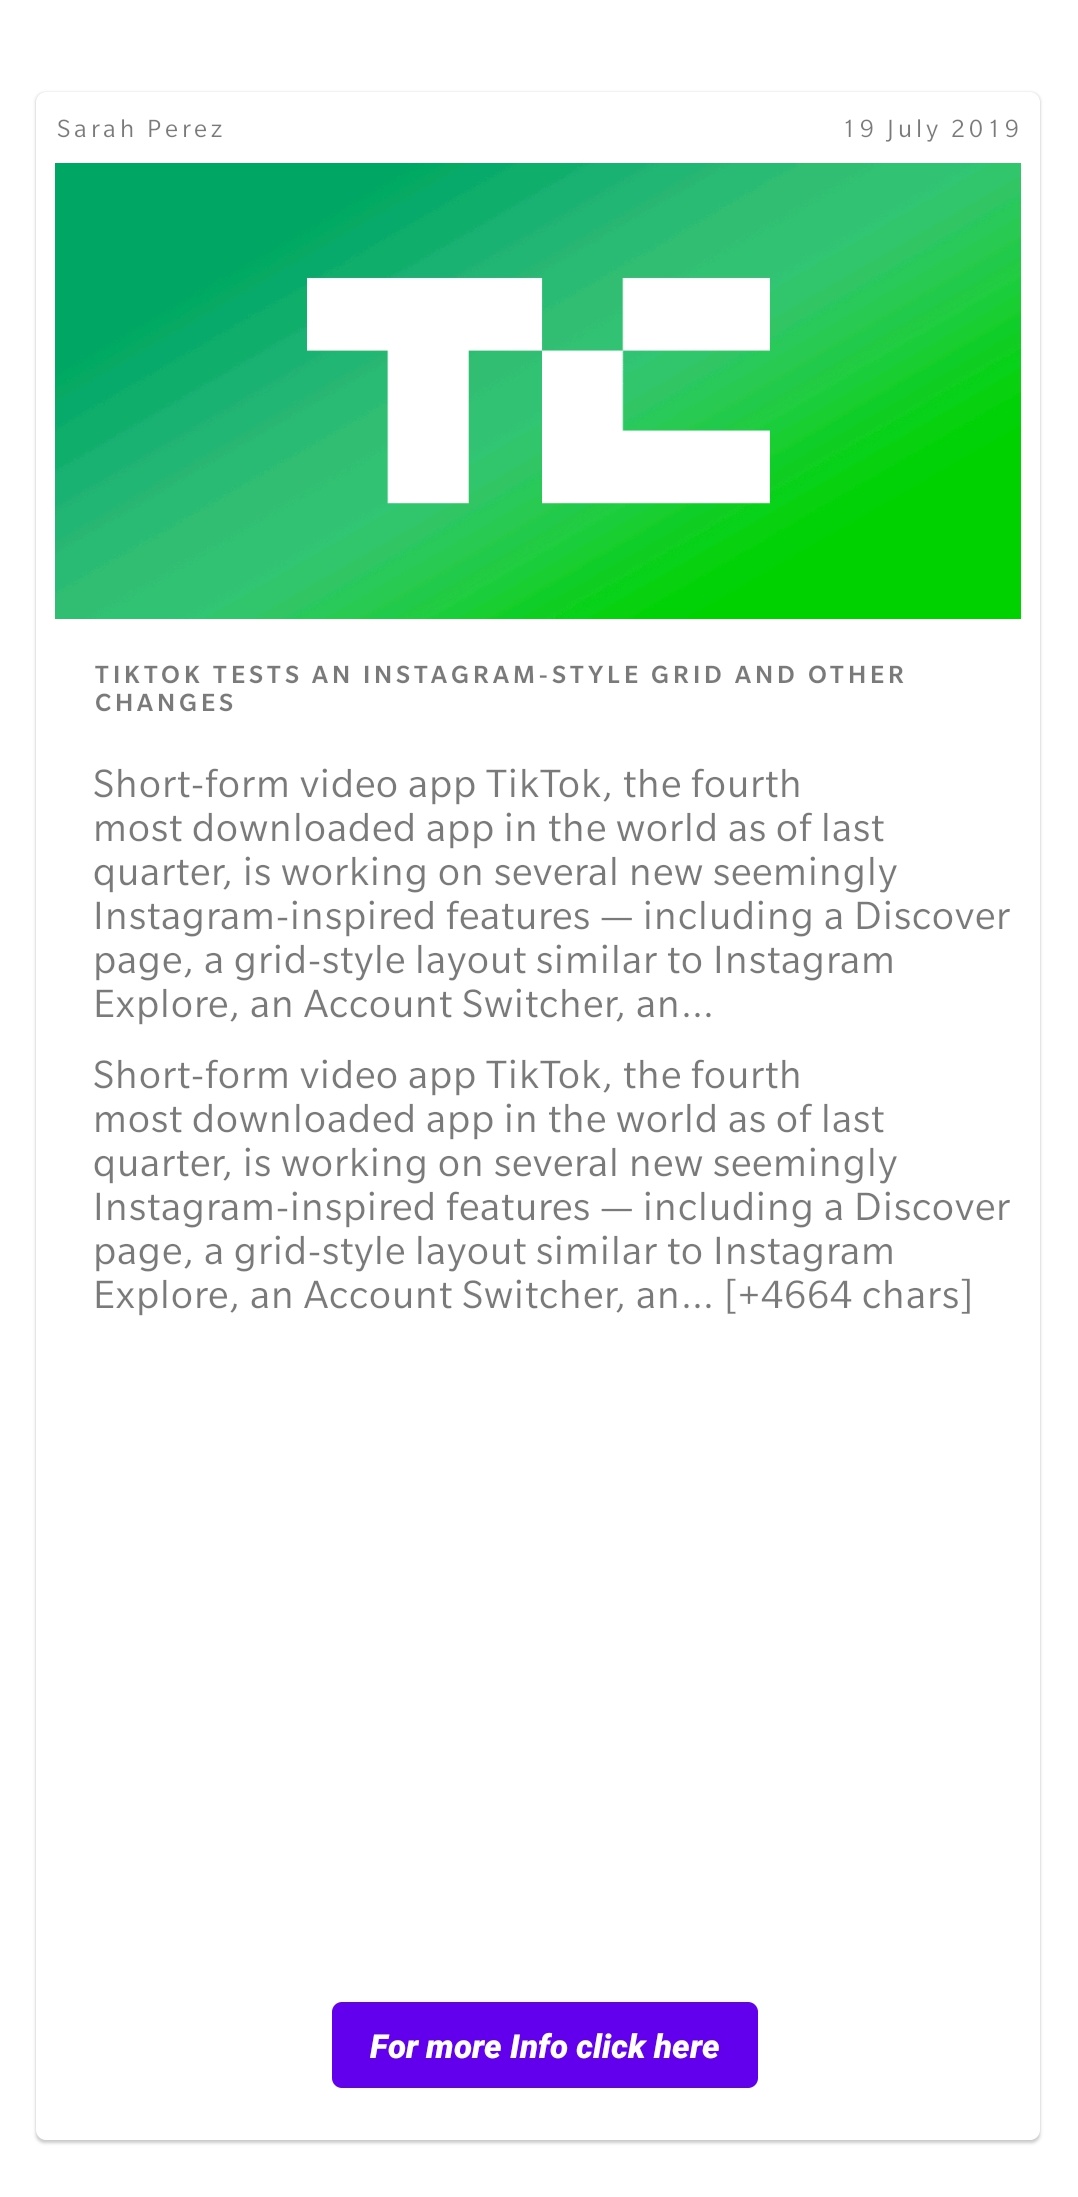 Sarah Perez
19 July 2019
TC
TIKTOK TESTS AN INSTAGRAM-STYLE GRID AND OTHER
CHANGES
Short-form video app TikTok, the fourth
most downloaded app in the world as of last
quarter, is working on several new seemingly
Instagram-inspired features — including a Discover
page, a grid-style layout similar to Instagram
Explore, an Account Switcher, an…
Short-form video app TikTok, the fourth
most downloaded app in the world as of last
quarter, is working on several new seemingly
Instagram-inspired features — including a Discover
page, a grid-style layout similar to Instagram
Explore, an Account Switcher, an… [+4664 chars]
For more Info click here